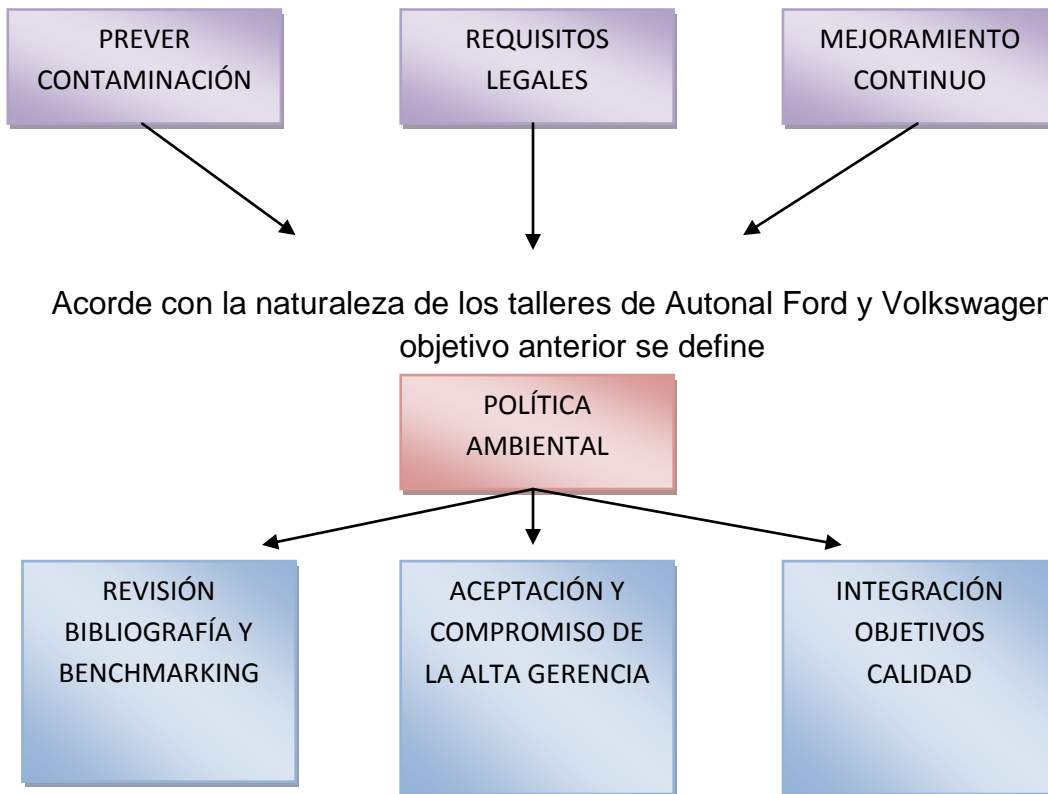 PREVER
CONTAMINACIÓN
REQUISITOS
LEGALES
MEJORAMIENTO
CONTINUO
Acorde con la naturaleza de los talleres de Autonal Ford y Volkswagen
objetivo anterior se define
POLÍTICA
AMBIENTAL
REVISIÓN
BIBLIOGRAFÍA Y
BENCHMARKING
ACEPTACIÓN Y
COMPROMISO DE
LA ALTA GERENCIA
INTEGRACIÓN
OBJETIVOS
CALIDAD